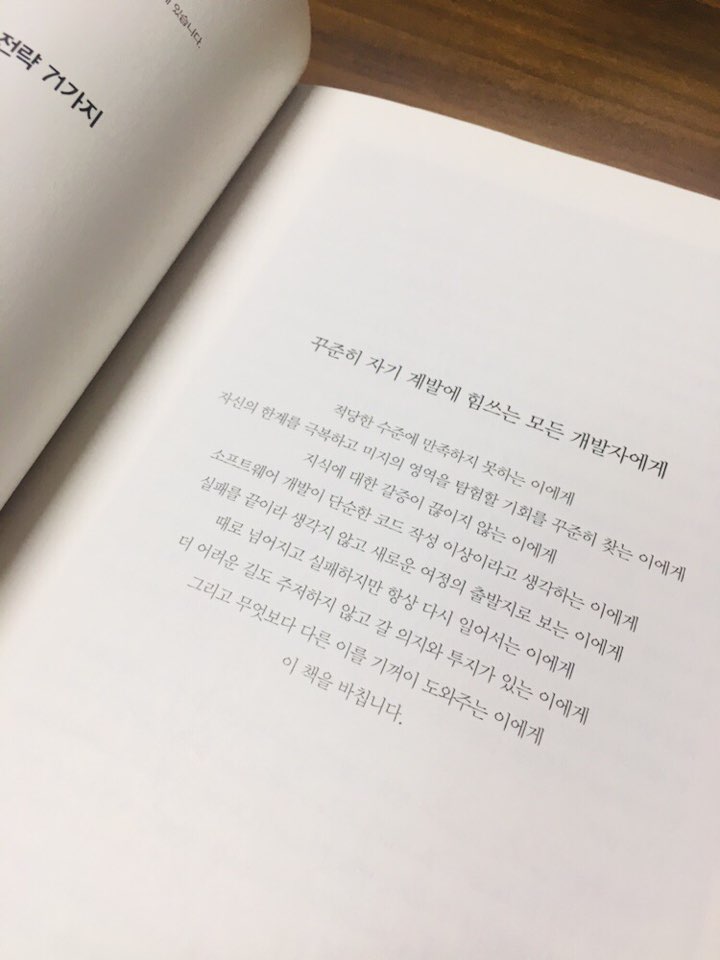 있습니다.
전략 71가지
꾸준히 자기 계발에 힘쓰는 모든 개발자에게
적당한 수준에 만족하지 못하는 이에게
자신의 한계를 극복하고 미지의 영역을 탐험할 기회를 꾸준히 찾는 이에게
지식에 대한 갈증이 끊이지 않는 이에게
소프트웨어 개발이 단순한 코드 작성 이상이라고 생각하는 이에게
실패를 끝이라 생각지 않고 새로운 여정의 출발지로 보는 이에게
때로 넘어지고 실패하지만 항상 다시 일어서는 이에게
더 어려운 길도 주저하지 않고 갈 의지와 투지가 있는 이에게
그리고 무엇보다 다른 이를 기꺼이 도와주는 이에게
이 책을 바칩니다.